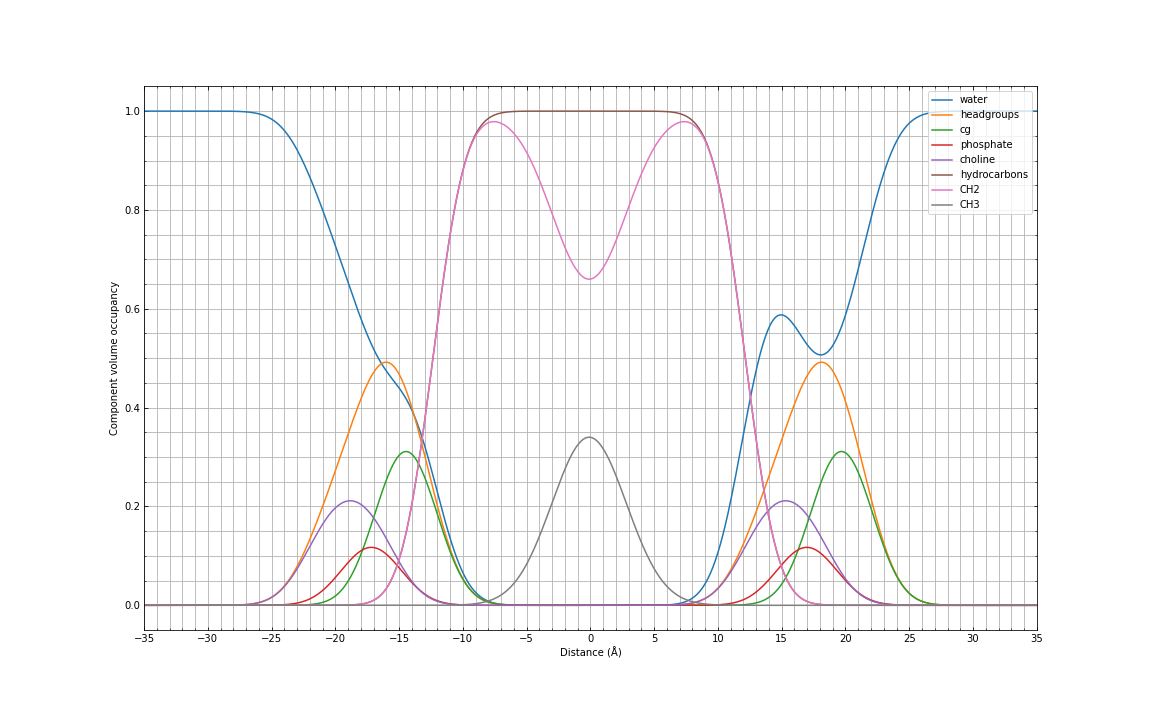 1.0
0.8
0.6
0.4
0.2
0.0
Component volume occupancy
water
headgroups
cg
phosphate
choline
hydrocarbons
CH2
CH3
−35 −30 −25 −20 −15 −10 −5 0 5 10 15 20 25 30 35
Distance (Å)